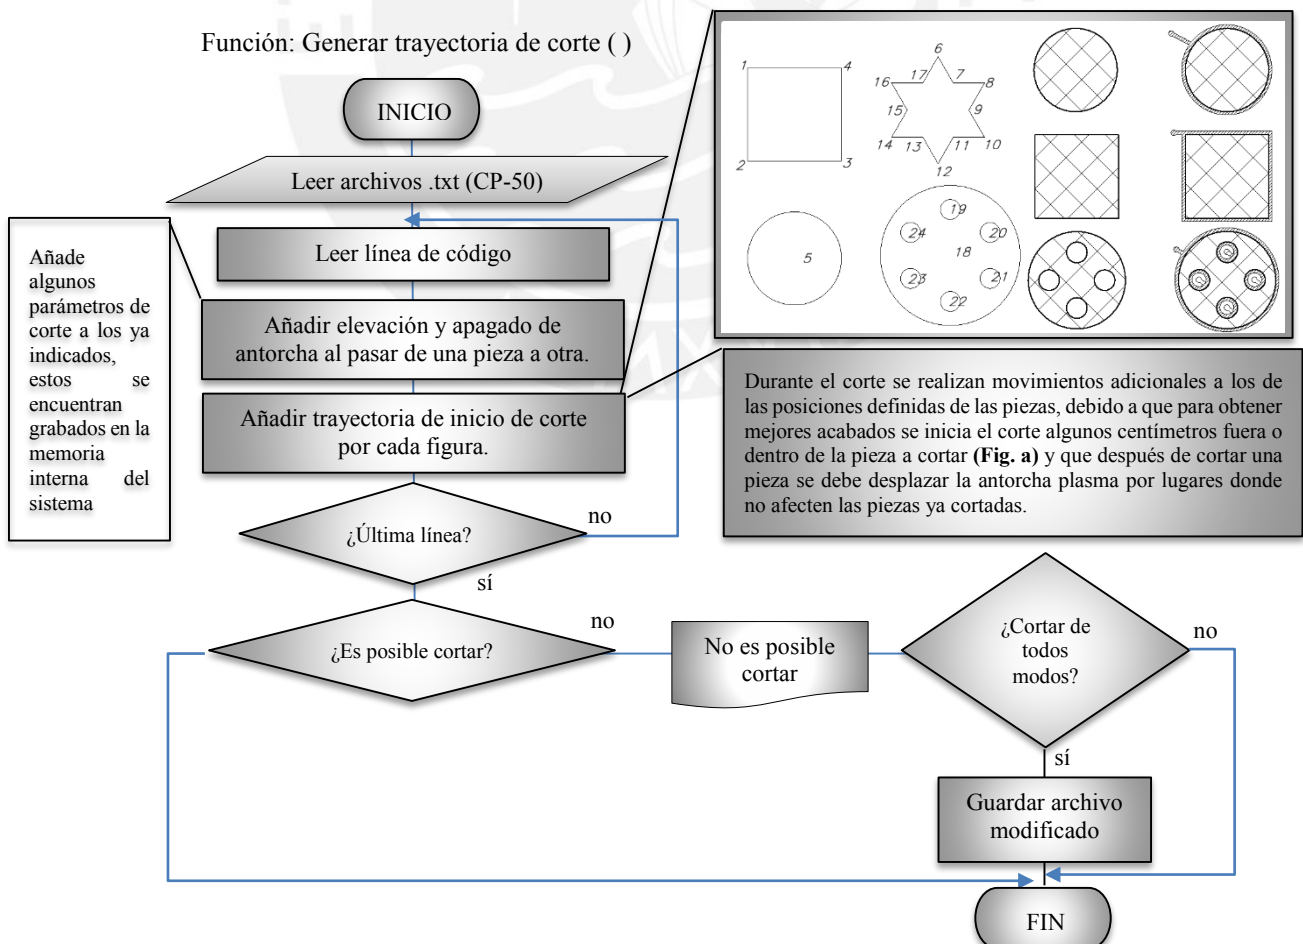 Función: Generar trayectoria de corte ( )
INICIO
Leer archivos .txt (CP-50)
Leer línea de código
Añadir elevación y apagado de
antorcha al pasar de una pieza a otra.
Añadir trayectoria de inicio de corte
por cada figura.
Añade
algunos
parámetros de
corte a los ya
indicados,
estos se
encuentran
grabados en la
memoria
interna del
sistema
1
4
2
3
6
16
17
7
8
15
9
14
13
11
10
12
5
19
24
20
18
23
21
22
Durante el corte se realizan movimientos adicionales a los de
las posiciones definidas de las piezas, debido a que para obtener
mejores acabados se inicia el corte algunos centímetros fuera o
dentro de la pieza a cortar (Fig. a) y que después de cortar una
pieza se debe desplazar la antorcha plasma por lugares donde
no afecten las piezas ya cortadas.
¿Última línea?
no
sí
¿Es posible cortar?
no
No es posible
cortar
¿Cortar de
todos
modos?
no
sí
Guardar archivo
modificado
FIN